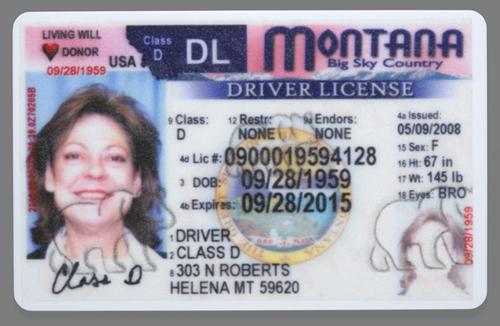 LIVING WILL
DONOR
09/28/1959
USA
Class
D
DL
MONTANA
Big Sky Country
DRIVER LICENSE
9 Class: 12 Restr: 9a Endors:
D NONE NONE
4a Issued:
05/09/2008
4d Lic #: 0900019594128
15 Sex: F
16 Ht: 67 in
3 DOB: 09/28/1959
17 Wt: 145 lb
4b Expires: 09/28/2015
18 Eyes: BRO
1 DRIVER
2 CLASS D
8 303 N ROBERTS
HELENA MT 59620
Class D
09/28/1959